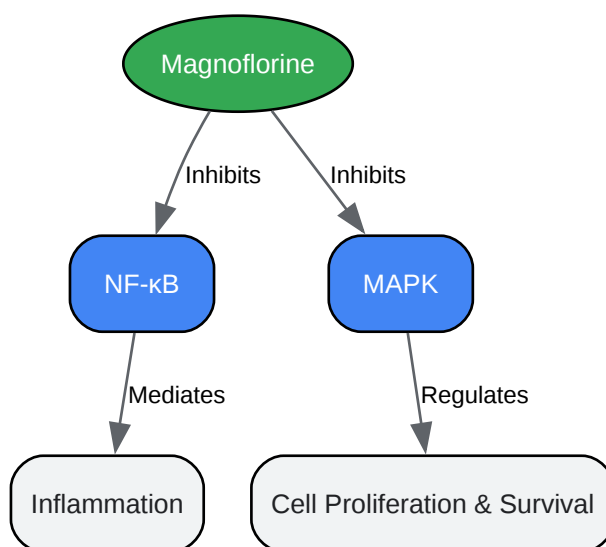 Magnoflorine
Inhibits
Inhibits
NF-κB
MAPK
Mediates
Regulates
Inflammation
Cell Proliferation & Survival